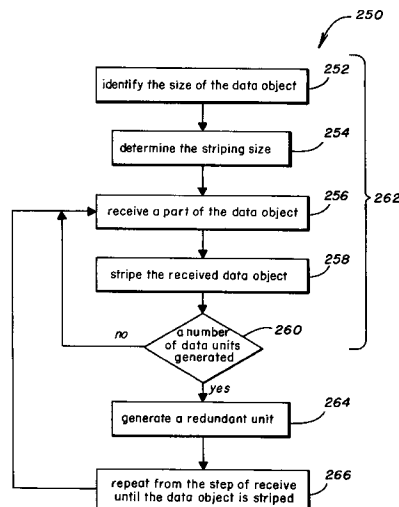 250
identify the size of the data object
252
determine the striping size
254
receive a part of the data object
256
262
stripe the received data object
258
a number
of data units
generated
260
no
yes
generate a redundant unit
264
repeat from the step of receive
until the data object is striped
266